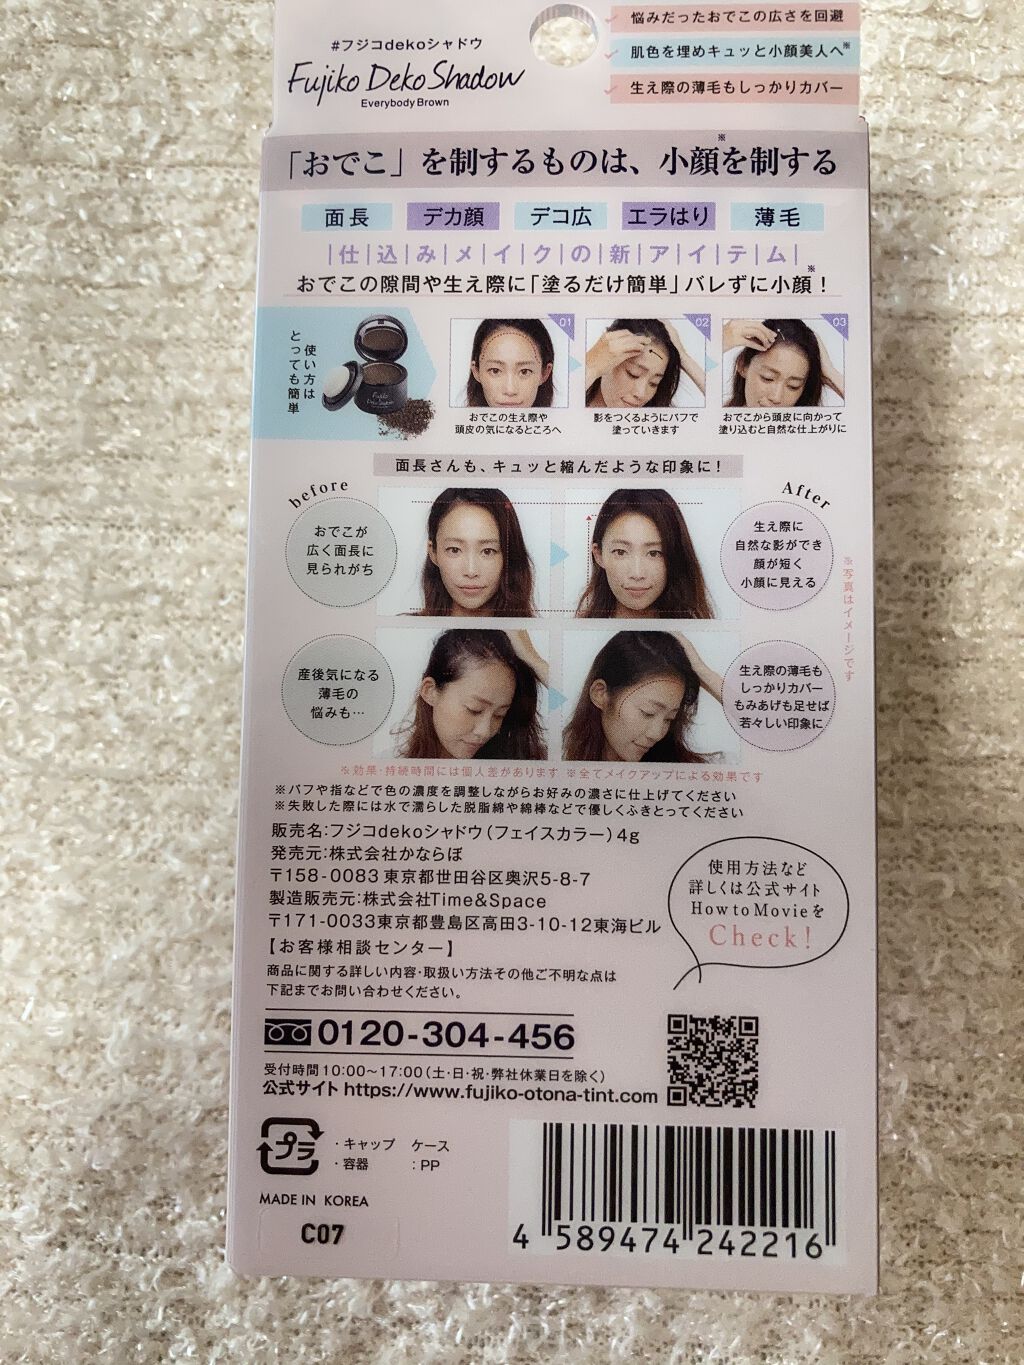 #フジコdekoシャドウ
Fujiko Deko Shadow
Everybody Brown
悩みだったおでこの広さを回避
肌色を埋めキュッと小顔美人へ※
生え際の薄毛もしっかりカバー
「おでこ」を制するものは、小顔※を制する
面長 デカ顔 デコ広 エラはり 薄毛
|仕|込|み|メ|イ|ク|の|新|ア|イ|テ|ム|
おでこの隙間や生え際に「塗るだけ簡単」バレずに小顔※!
使い方は
とっても簡単
Fujiko
Deko Shadow
01
おでこの生え際や
頭皮の気になるところへ
02
影をつくるようにパフで
塗っていきます
03
おでこから頭皮に向かって
塗り込むと自然な仕上がりに
面長さんも、キュッと縮んだような印象に!
before
おでこが
広く面長に
見られがち
After
生え際に
自然な影ができ
顔が短く
小顔に見える
※写真はイメージです
産後気になる
薄毛の
悩みも…
生え際の薄毛も
しっかりカバー
もみあげも足せば
若々しい印象に
※効果・持続時間には個人差があります ※全てメイクアップによる効果です
※パフや指などで色の濃度を調整しながらお好みの濃さに仕上げてください
※失敗した際には水で濡らした脱脂綿や綿棒などで優しくふきとってください
販売名:フジコdekoシャドウ(フェイスカラー)4g
発売元:株式会社かならぼ
〒158-0083 東京都世田谷区奥沢5-8-7
製造販売元:株式会社Time&Space
〒171-0033東京都豊島区高田3-10-12東海ビル
【お客様相談センター】
商品に関する詳しい内容・取扱い方法その他ご不明な点は
下記までお問い合わせください。
使用方法など
詳しくは公式サイト
How to Movieを
Check!
0120-304-456
受付時間10:00~17:00(土・日・祝・弊社休業日を除く)
公式サイト https://www.fujiko-otona-tint.com
プラ
・キャップ ケース
・容器 :PP
MADE IN KOREA
C07
4 589474 242216